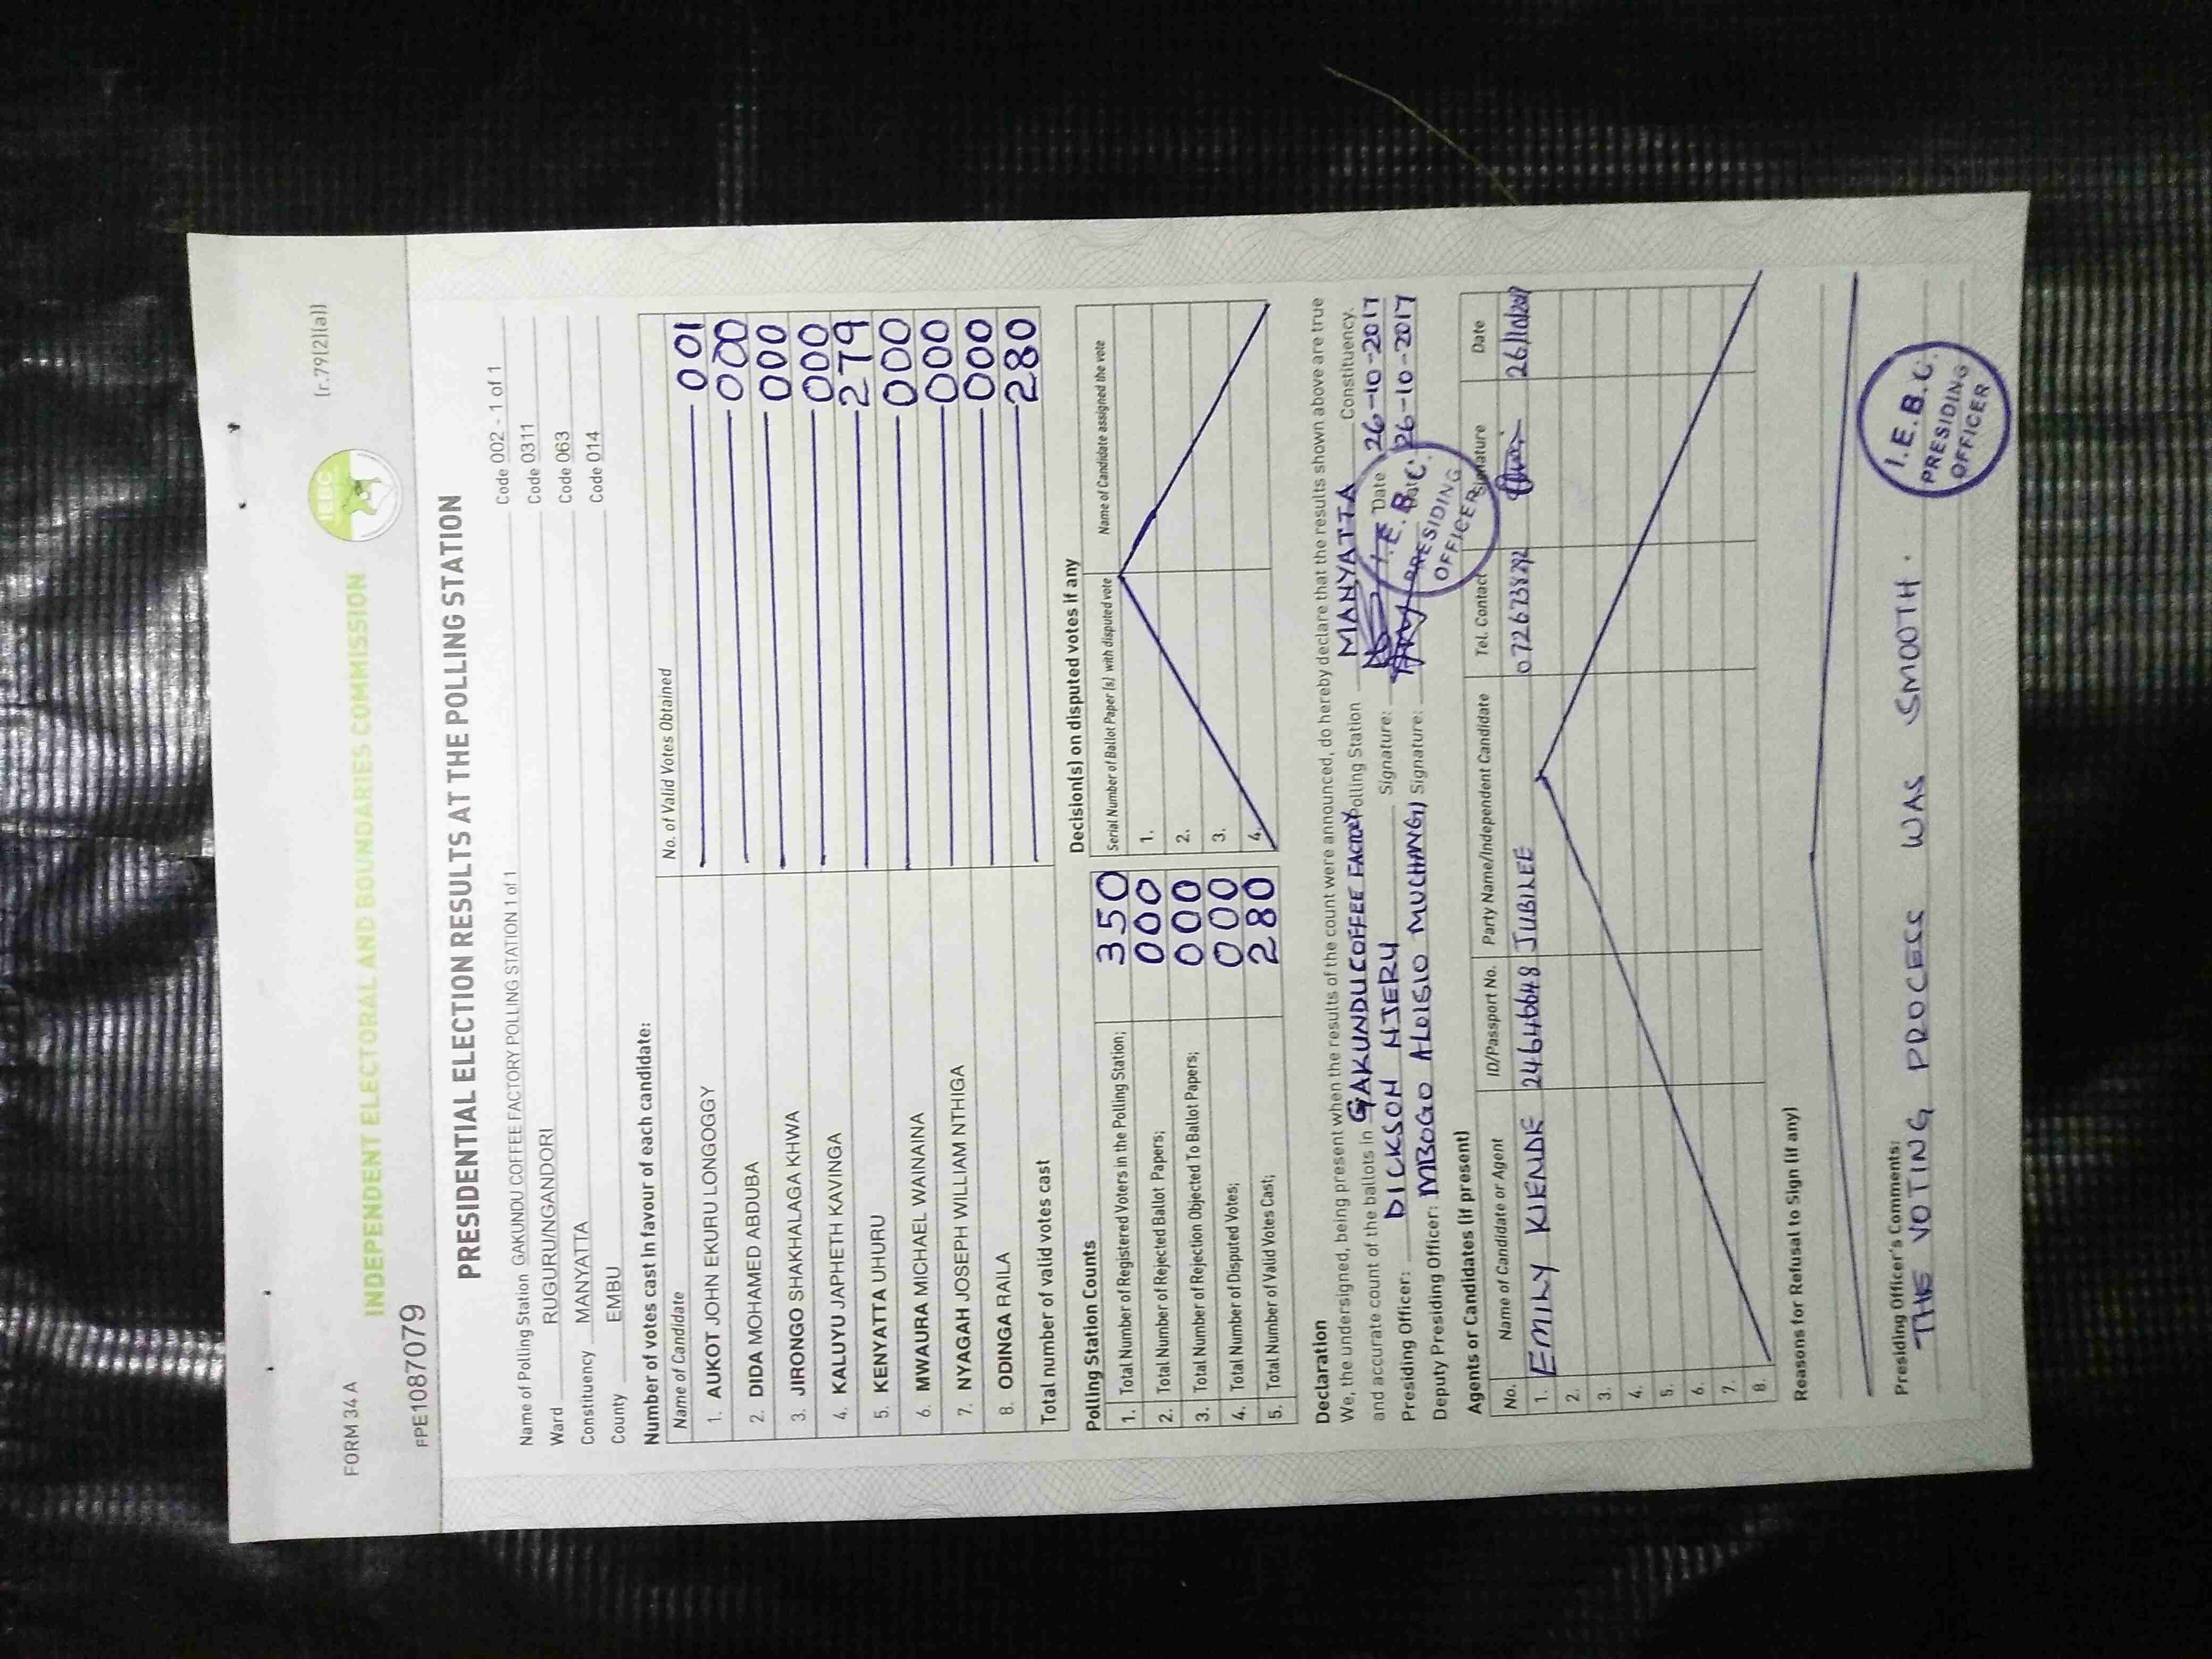 FORM 34 A
(r.79(2)(a))
IEBC
INDEPENDENT ELECTORAL AND BOUNDARIES COMMISSION
FPE1087079
PRESIDENTIAL ELECTION RESULTS AT THE POLLING STATION
Name of Polling Station GAKUNDU COFFEE FACTORY POLLING STATION 1 of 1 Code 002 - 1 of 1
Ward RUGURU/NGANDORI Code 0311
Constituency MANYATTA Code 063
County EMBU Code 014
Number of votes cast in favour of each candidate:
Name of Candidate No. of Valid Votes Obtained
1. AUKOT JOHN EKURU LONGOGGY 001
2. DIDA MOHAMED ABDUBA 000
3. JIRONGO SHAKHALAGA KHWA 000
4. KALUYU JAPHETH KAVINGA 000
5. KENYATTA UHURU 279
6. MWAURA MICHAEL WAINAINA 000
7. NYAGAH JOSEPH WILLIAM NTHIGA 000
8. ODINGA RAILA 000
Total number of valid votes cast 280
Polling Station Counts
1. Total Number of Registered Voters in the Polling Station; 350
2. Total Number of Rejected Ballot Papers; 000
3. Total Number of Rejection Objected To Ballot Papers; 000
4. Total Number of Disputed Votes; 000
5. Total Number of Valid Votes Cast; 280
Decision(s) on disputed votes if any
Serial Number of Ballot Paper(s) with disputed vote Name of Candidate assigned the vote
1.
2.
3.
4.
Declaration
We, the undersigned, being present when the results of the count were announced, do hereby declare that the results shown above are true
and accurate count of the ballots in GAKUNDU COFFEE FACTORY Polling Station MANYATTA Constituency.
Presiding Officer: DICKSON NJERU Signature: Date 26-10-2017
Deputy Presiding Officer: MBOGO ALOISIO MUCHANGI Signature: Date 26-10-2017
I.E.B.C.
PRESIDING
OFFICER
Agents or Candidates (if present)
No. Name of Candidate or Agent ID/Passport No. Party Name/Independent Candidate Tel. Contact Signature Date
1. EMILY KIENDE 24646648 JUBILEE 0726738292 26/10/2017
2.
3.
4.
5.
6.
7.
8.
Reasons for Refusal to Sign (if any)
Presiding Officer's Comments:
THE VOTING PROCESS WAS SMOOTH.
I.E.B.C.
PRESIDING
OFFICER